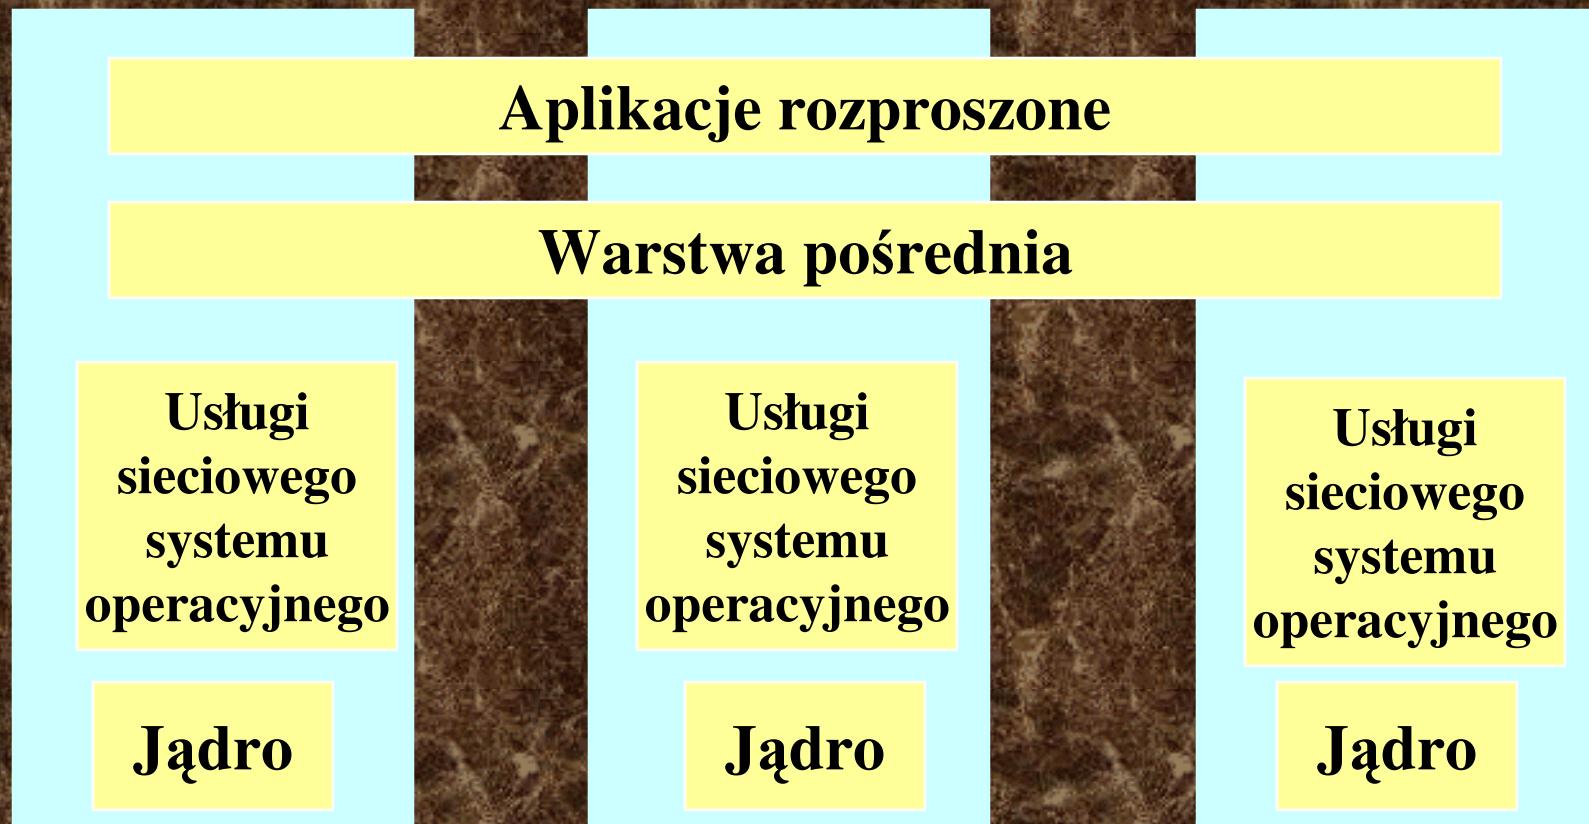 Aplikacje rozproszone
Warstwa pośrednia
Usługi
sieciowego
systemu
operacyjnego
Usługi
sieciowego
systemu
operacyjnego
Usługi
sieciowego
systemu
operacyjnego
Jądro
Jądro
Jądro